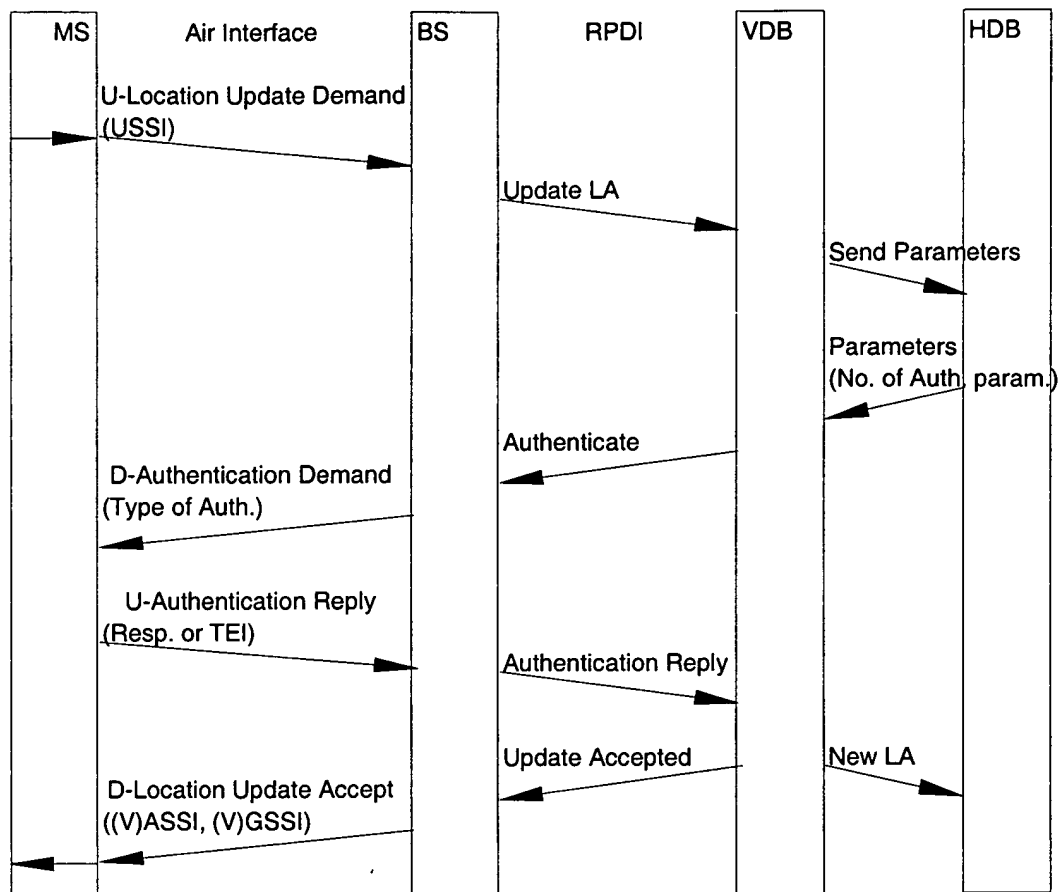 MS Air Interface BS RPDI VDB HDB
U-Location Update Demand
(USSI)
Update LA
Send Parameters
Parameters
(No. of Auth. param.)
Authenticate
D-Authentication Demand
(Type of Auth.)
U-Authentication Reply
(Resp. or TEI)
Authentication Reply
Update Accepted
New LA
D-Location Update Accept
((V)ASSI, (V)GSSI)